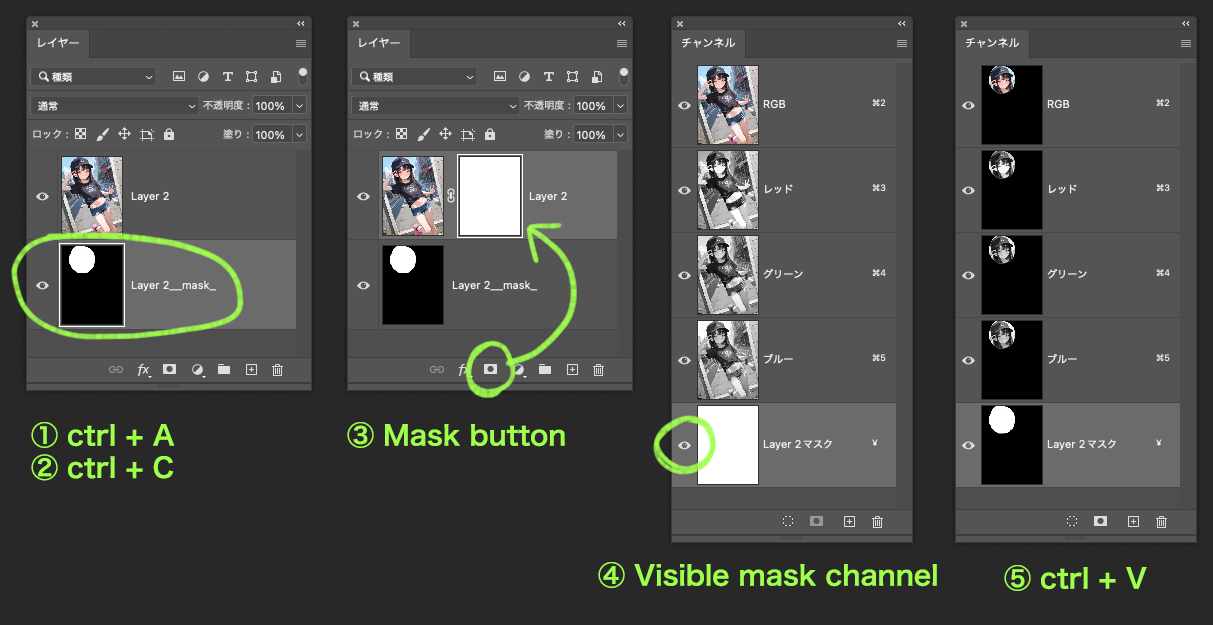 レイヤー
種類
通常
不透明度: 100%
ロック:
塗り: 100%
Layer 2
Layer 2__mask_
fx
① ctrl + A
② ctrl + C
レイヤー
種類
通常
不透明度: 100%
ロック:
塗り: 100%
Layer 2
Layer 2__mask_
fx
③ Mask button
チャンネル
RGB ⌘2
レッド ⌘3
グリーン ⌘4
ブルー ⌘5
Layer 2マスク ¥
④ Visible mask channel
チャンネル
RGB ⌘2
レッド ⌘3
グリーン ⌘4
ブルー ⌘5
Layer 2マスク ¥
⑤ ctrl + V